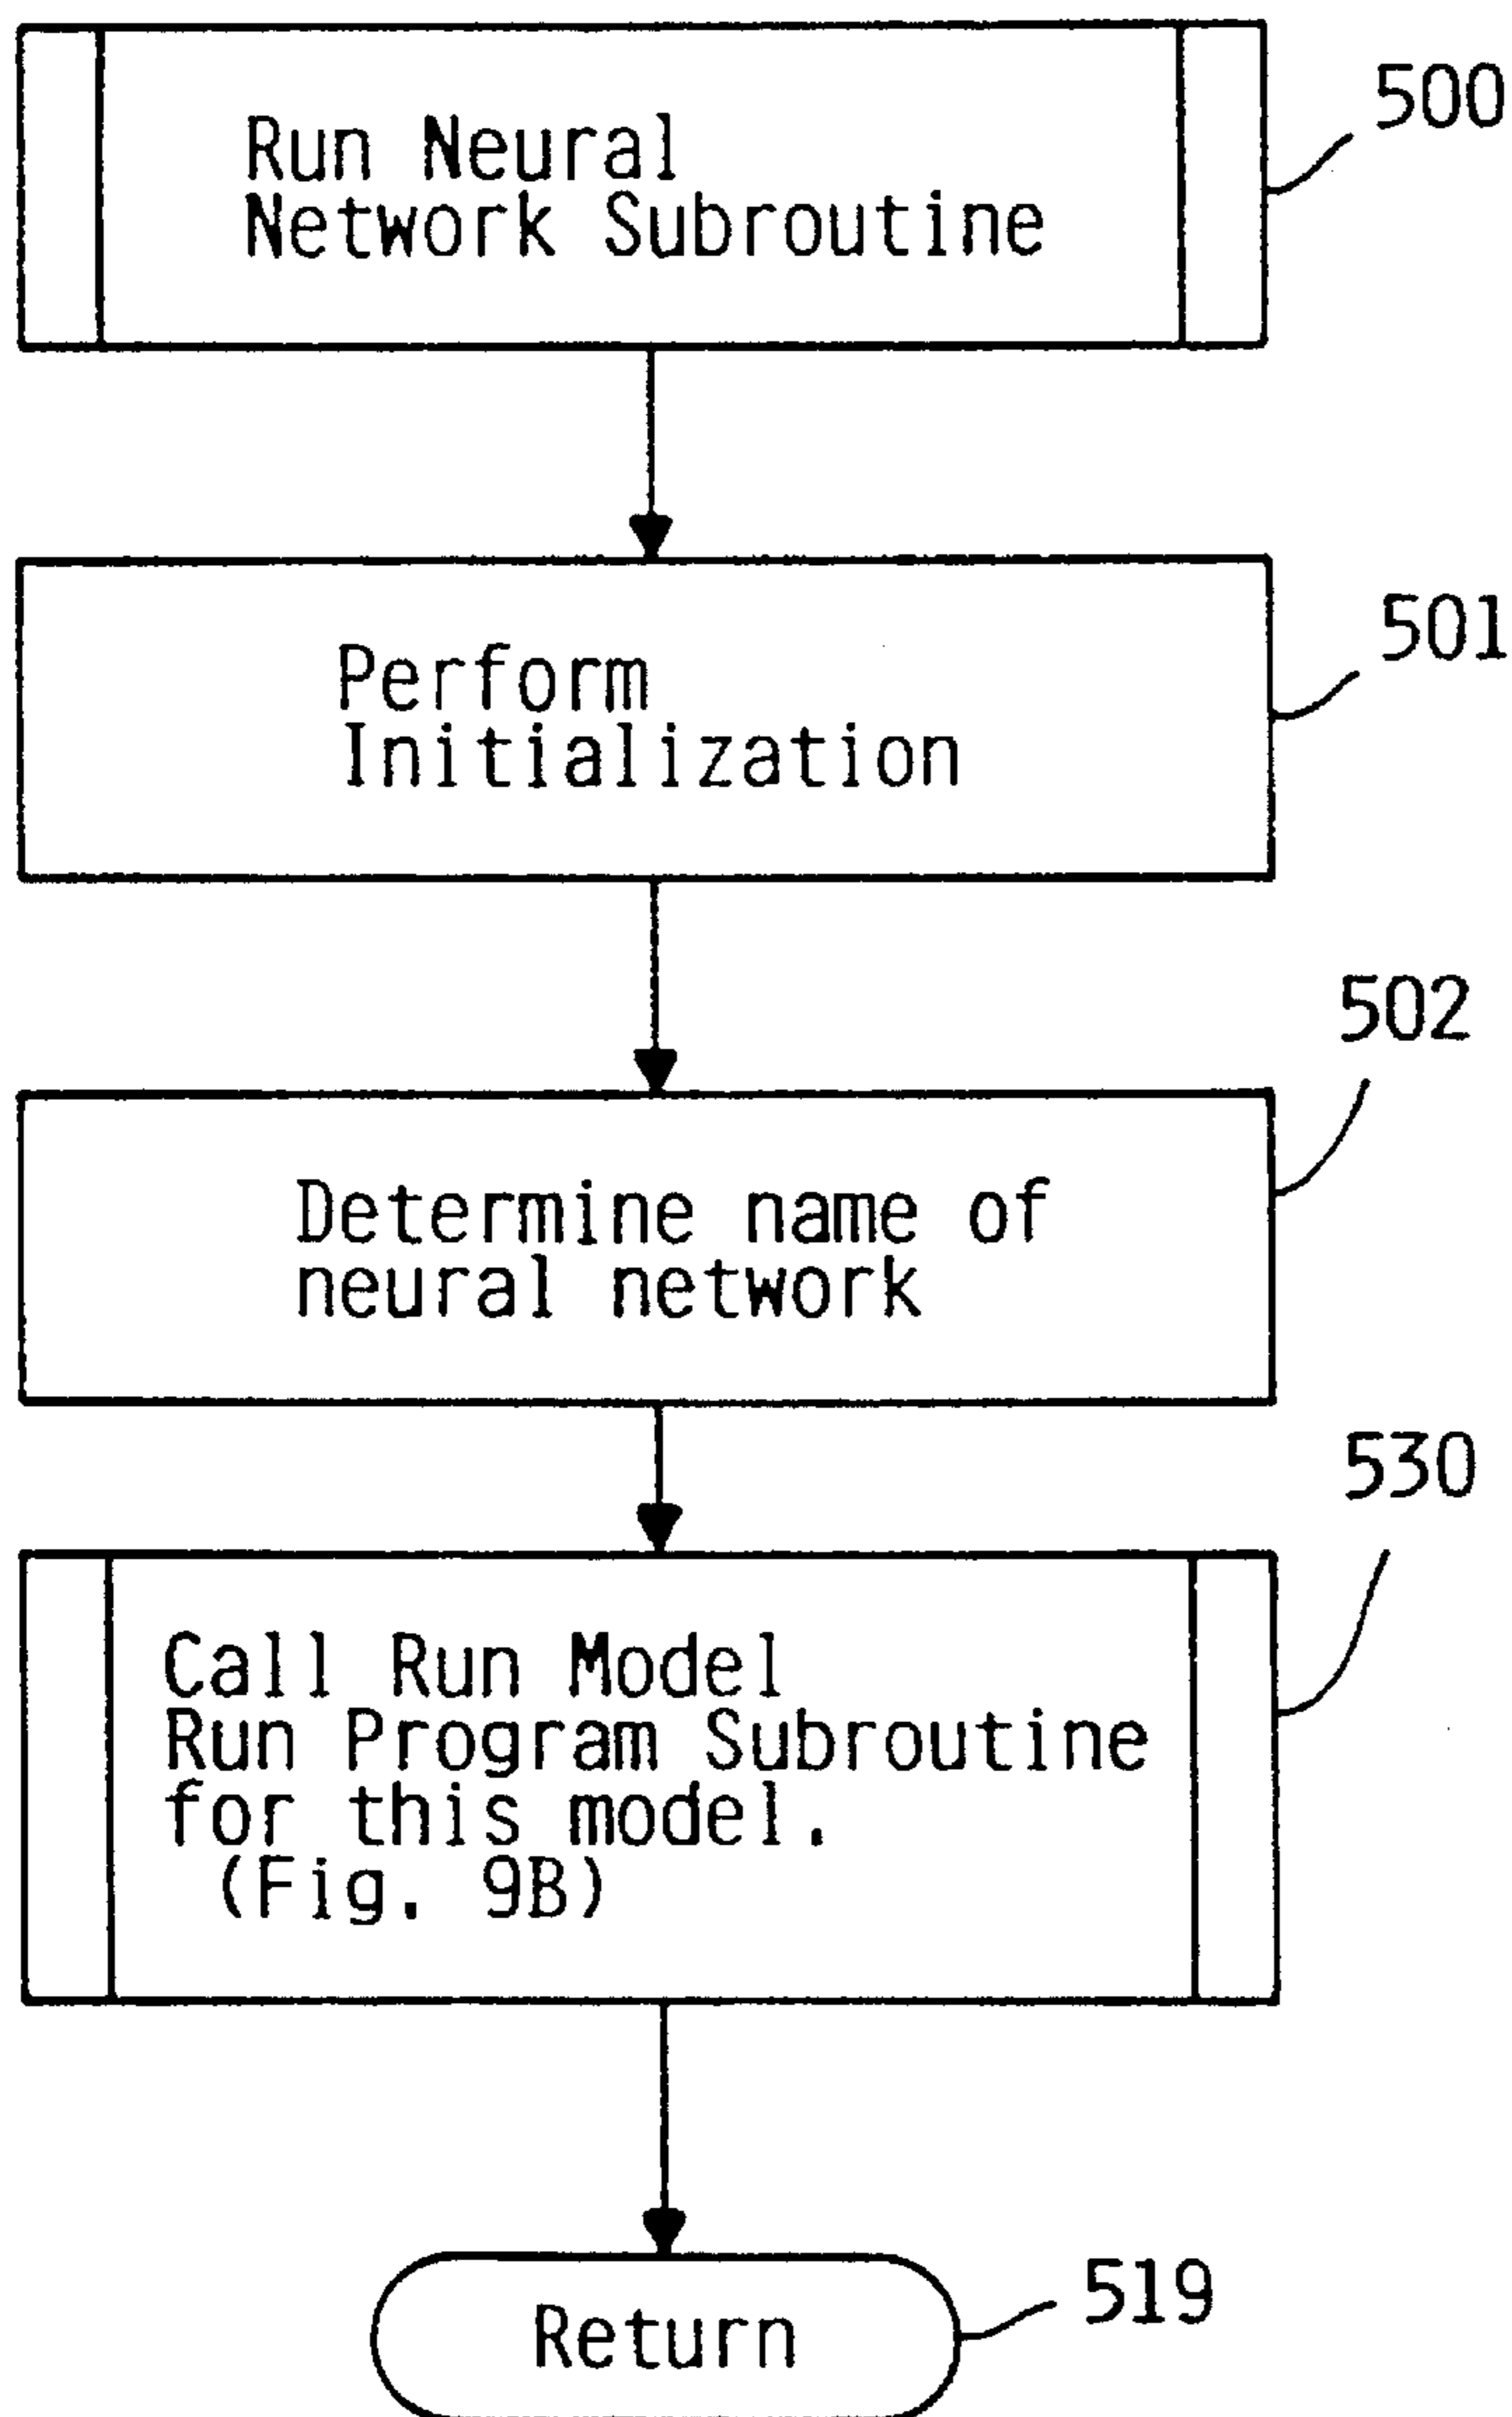 Run Neural
Network Subroutine
500
Perform
Initialization
501
502
Determine name of
neural network
530
Call Run Model
Run Program Subroutine
for this model.
(Fig. 9B)
Return
519